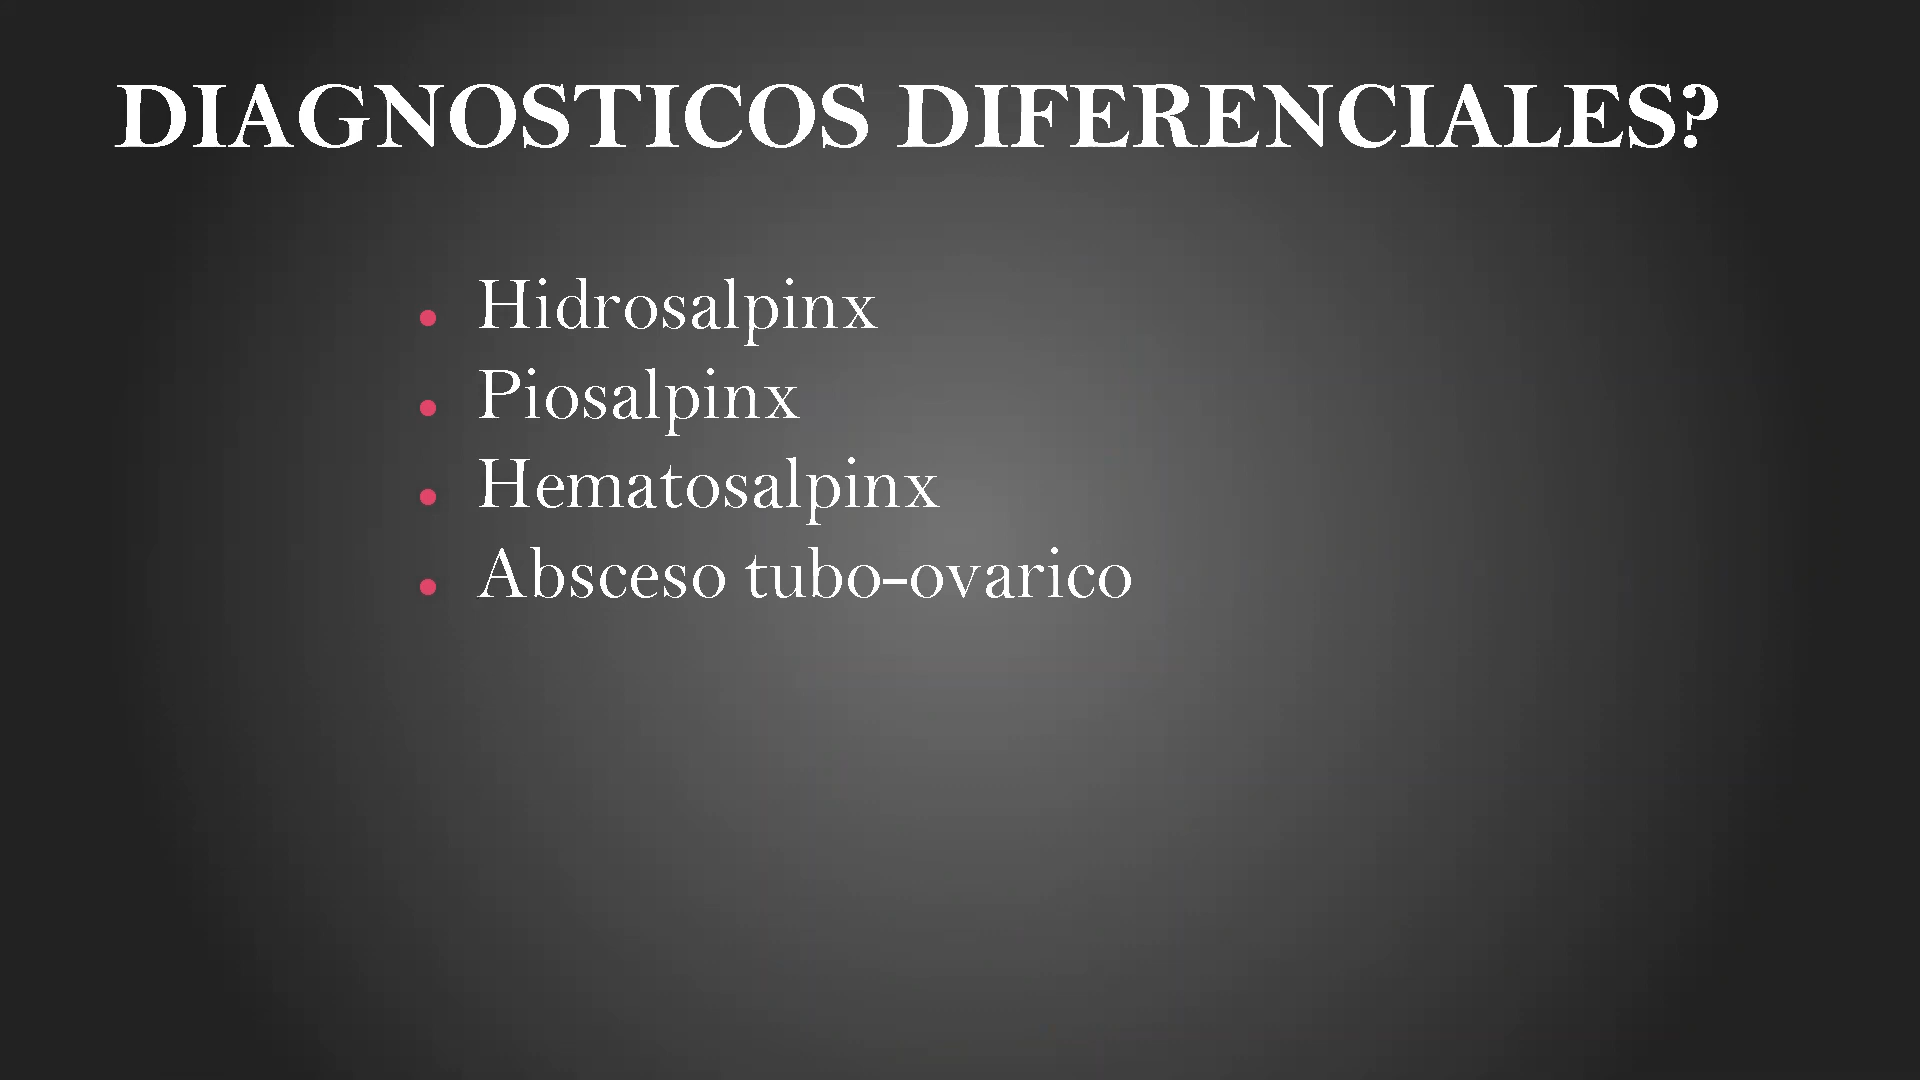 DIAGNOSTICOS DIFERENCIALES?
Hidrosalpinx
Piosalpinx
Hematosalpinx
Absceso tubo-ovarico